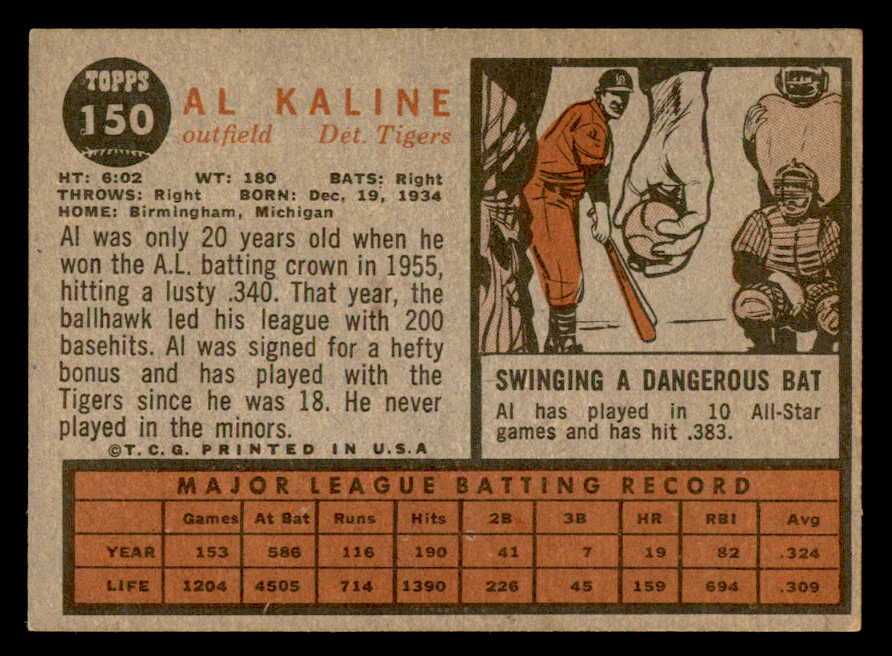 TOPPS
150
AL KALINE
outfield Det. Tigers
HT: 6:02 WT: 180 BATS: Right
THROWS: Right BORN: Dec. 19, 1934
HOME: Birmingham, Michigan
Al was only 20 years old when he
won the A.L. batting crown in 1955,
hitting a lusty .340. That year, the
ballhawk led his league with 200
basehits. Al was signed for a hefty
bonus and has played with the
Tigers since he was 18. He never
played in the minors.
©T.C.G. PRINTED IN U.S.A
SWINGING A DANGEROUS BAT
Al has played in 10 All-Star
games and has hit .383.
MAJOR LEAGUE BATTING RECORD
Games At Bat Runs Hits 2B 3B HR RBI Avg
YEAR 153 586 116 190 41 7 19 82 .324
LIFE 1204 4505 714 1390 226 45 159 694 .309